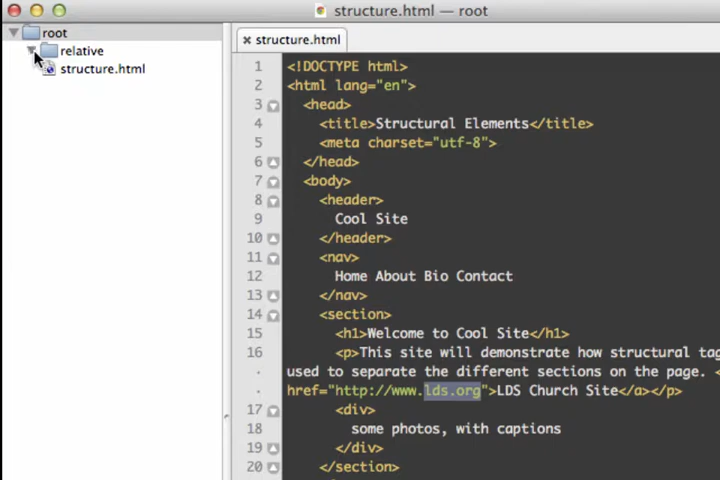 structure.html — root
root
relative
structure.html
structure.html
1 <!DOCTYPE html>
2 <html lang="en">
3 <head>
4 <title>Structural Elements</title>
5 <meta charset="utf-8">
6 </head>
7 <body>
8 <header>
9 Cool Site
10 </header>
11 <nav>
12 Home About Bio Contact
13 </nav>
14 <section>
15 <h1>Welcome to Cool Site</h1>
16 <p>This site will demonstrate how structural tag
· used to separate the different sections on the page. <
· href="http://www.lds.org">LDS Church Site</a></p>
17 <div>
18 some photos, with captions
19 </div>
20 </section>